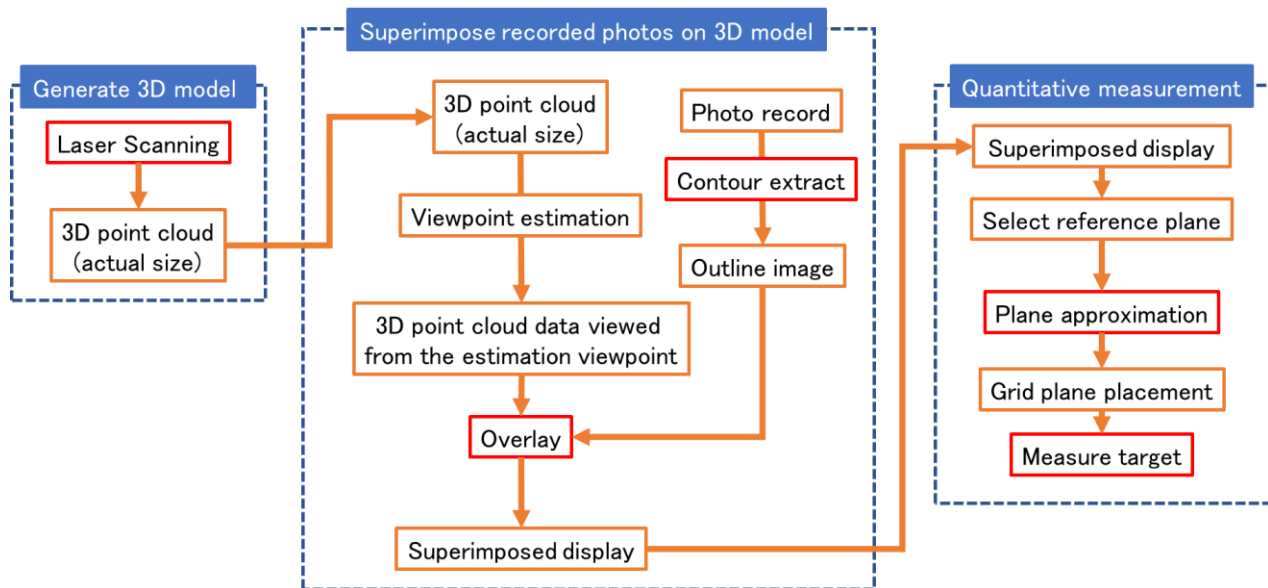 Generate 3D model
Laser Scanning
3D point cloud
(actual size)
Superimpose recorded photos on 3D model
3D point cloud
(actual size)
Viewpoint estimation
3D point cloud data viewed
from the estimation viewpoint
Photo record
Contour extract
Outline image
Overlay
Superimposed display
Quantitative measurement
Superimposed display
Select reference plane
Plane approximation
Grid plane placement
Measure target